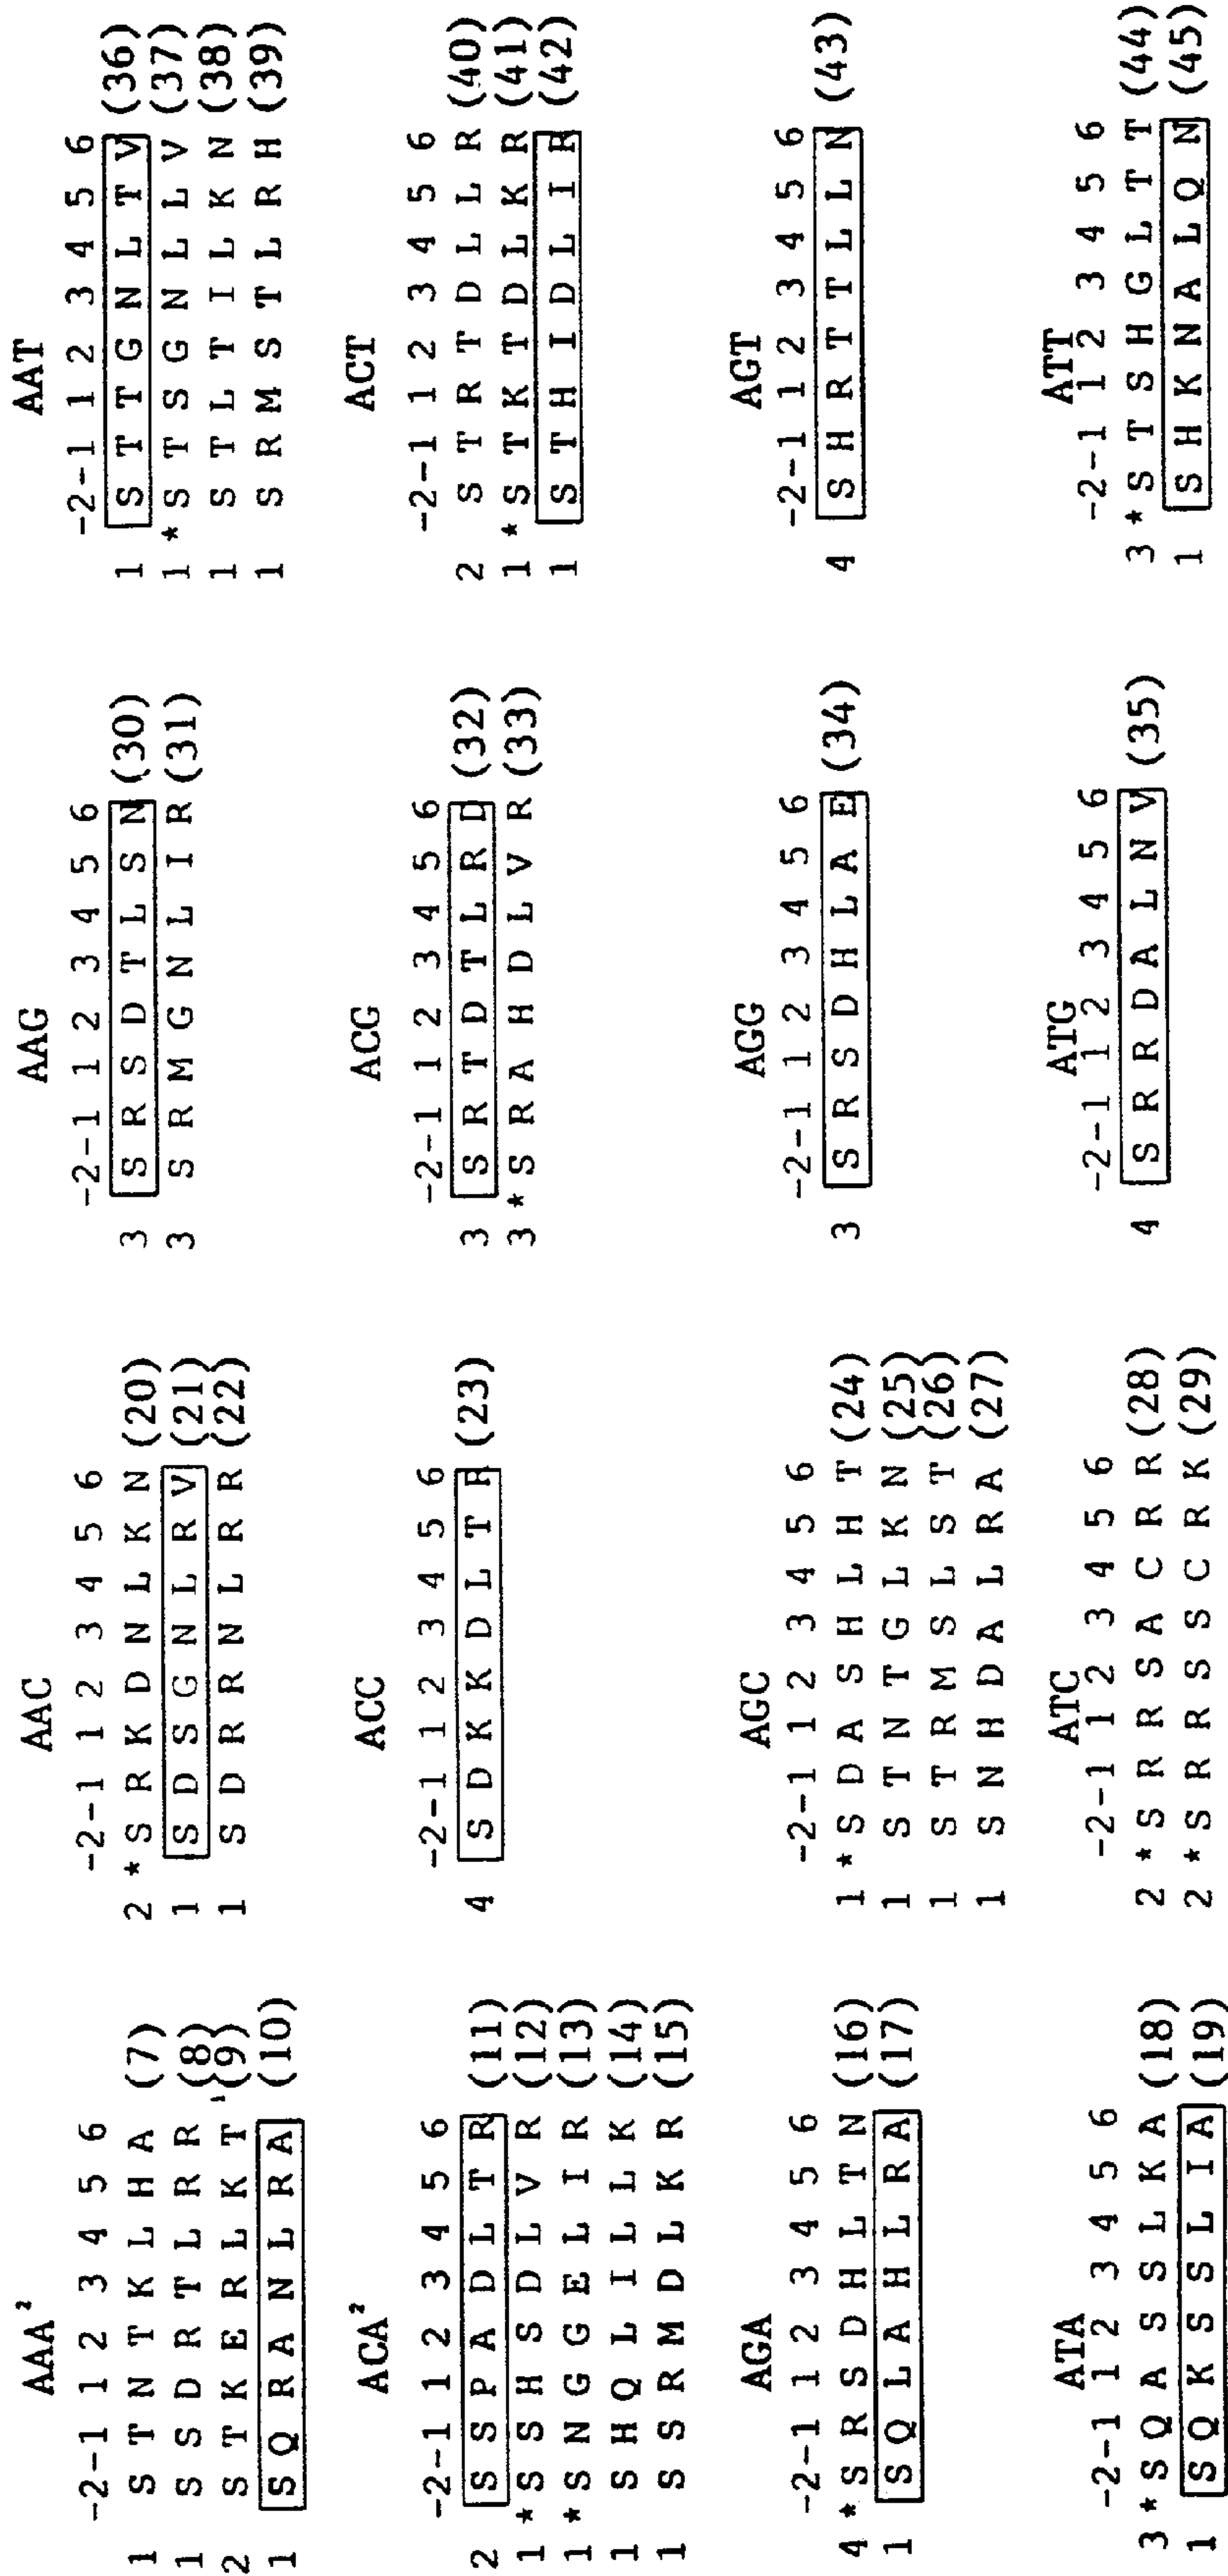 AAA²
-2-1 1 2 3 4 5 6
1 S T N T K L H A (7)
1 S S D R T L R R (8)
2 S T K E R L K T (9)
1 S Q R A N L R A (10)
ACA²
-2-1 1 2 3 4 5 6
2 S S P A D L T R (11)
1 * S S H S D L V R (12)
1 * S N G G E L I R (13)
1 S H Q L I L L K (14)
1 S S R M D L K R (15)
AGA
-2-1 1 2 3 4 5 6
4 * S R S D H L T N (16)
1 S Q L A H L R A (17)
ATA
-2-1 1 2 3 4 5 6
3 * S Q A S S L K A (18)
1 S Q K S S L I A (19)
AAC
-2-1 1 2 3 4 5 6
2 * S R K D N L K N (20)
1 S D S G N L R V (21)
1 S D R R N L R R (22)
ACC
-2-1 1 2 3 4 5 6
4 S D K K D L T R (23)
AGC
-2-1 1 2 3 4 5 6
1 * S D A S H L H T (24)
1 S T N T G L K N (25)
1 S T R M S L S T (26)
1 S N H D A L R A (27)
ATC
-2-1 1 2 3 4 5 6
2 * S R R S A C R R (28)
2 * S R R S S C R K (29)
AAG
-2-1 1 2 3 4 5 6
3 S R S D T L S N (30)
3 S R M G N L I R (31)
ACG
-2-1 1 2 3 4 5 6
3 S R T D T L R D (32)
3 * S R A H D L V R (33)
AGG
-2-1 1 2 3 4 5 6
3 S R S D H L A E (34)
ATG
-2-1 1 2 3 4 5 6
4 S R R D A L N V (35)
AAT
-2-1 1 2 3 4 5 6
1 S T T G N L T V (36)
1 * S T S G N L L V (37)
1 S T L T I L K N (38)
1 S R M S T L R H (39)
ACT
-2-1 1 2 3 4 5 6
2 S T R T D L L R (40)
1 * S T K T D L K R (41)
1 S T H I D L I R (42)
AGT
-2-1 1 2 3 4 5 6
4 S H R T T L L N (43)
ATT
-2-1 1 2 3 4 5 6
3 * S T S H G L T T (44)
1 S H K N A L Q N (45)